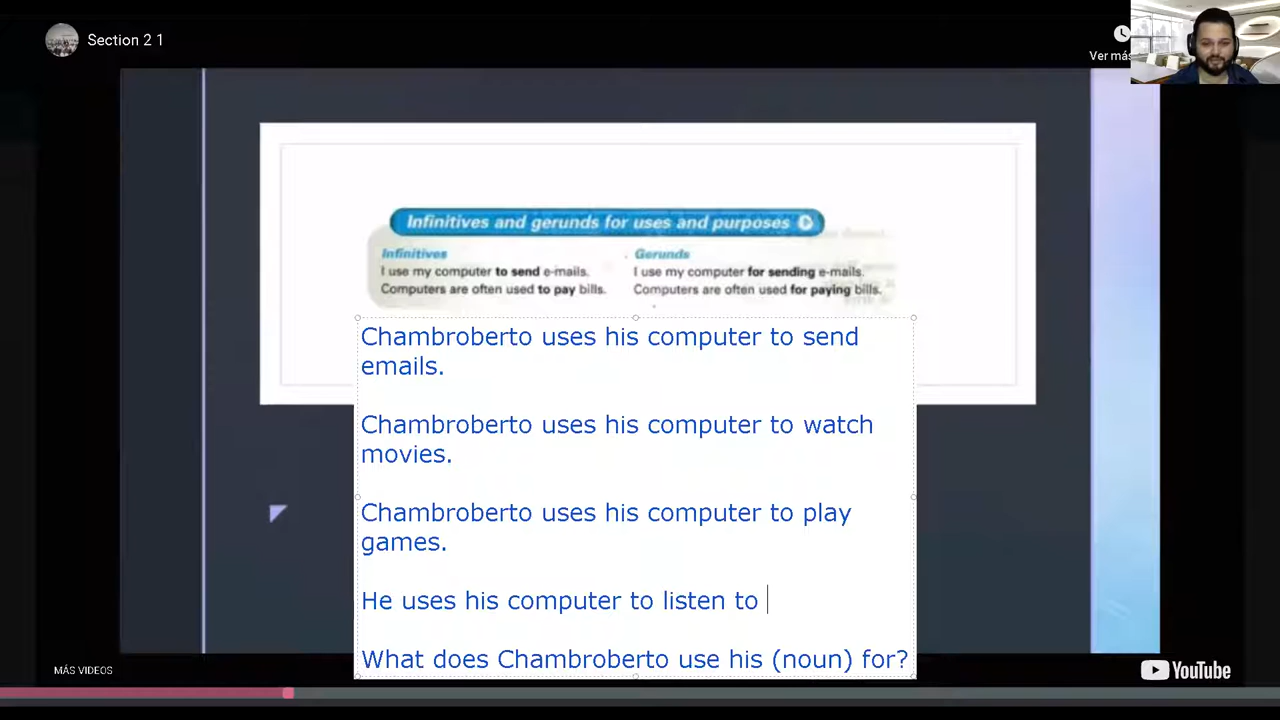 Section 2 1
Ver más
Infinitives and gerunds for uses and purposes
Infinitives
I use my computer to send e-mails.
Computers are often used to pay bills.
Gerunds
I use my computer for sending e-mails.
Computers are often used for paying bills.
Chambroberto uses his computer to send
emails.
Chambroberto uses his computer to watch
movies.
Chambroberto uses his computer to play
games.
He uses his computer to listen to
What does Chambroberto use his (noun) for?
MÁS VIDEOS
YouTube